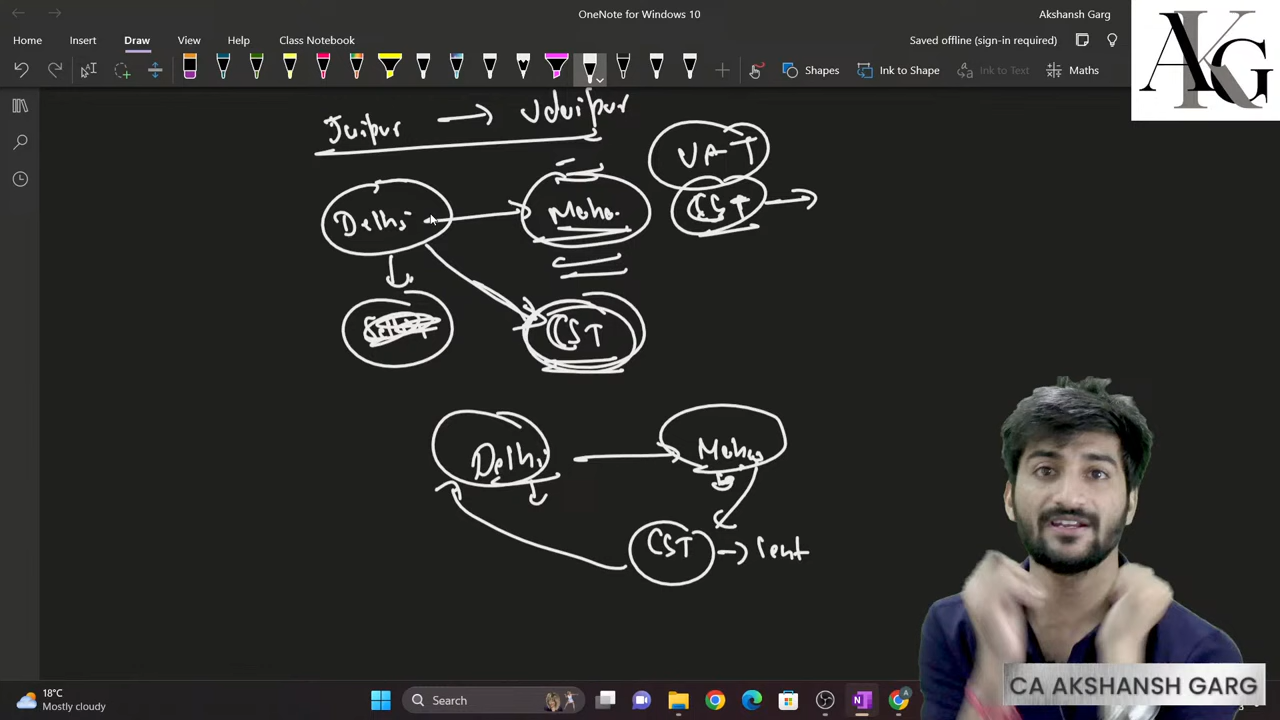 OneNote for Windows 10
Akshansh Garg
Home Insert Draw View Help Class Notebook
Saved offline (sign-in required)
Shapes
Ink to Shape
Ink to Text
Maths
AKG
Jaipur → Udaipur
VAT
Delhi → Maha.
CST →
CST
Delhi → Maha
CST →
CA AKSHANSH GARG
18°C
Mostly cloudy
Search